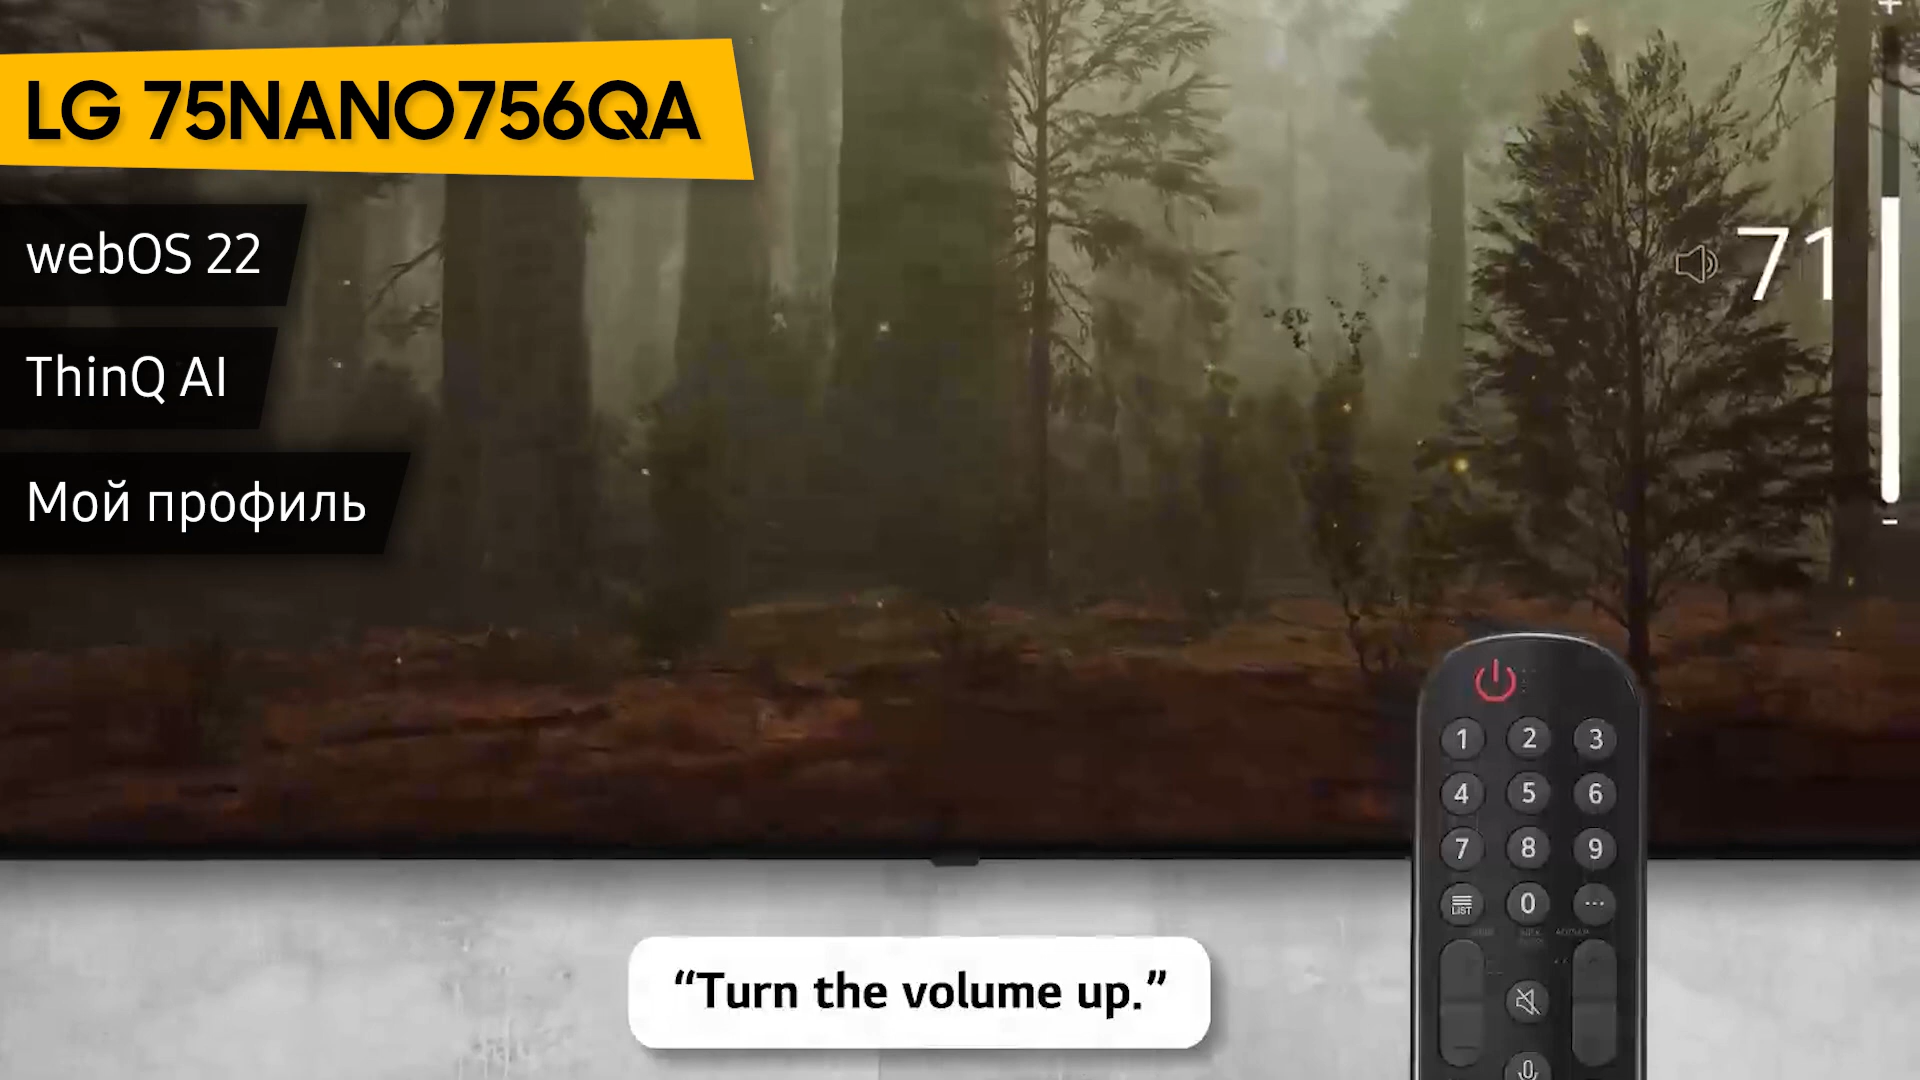 LG 75NANO756QA
webOS 22
ThinQ AI
Мой профиль
+
71
-
1 2 3
4 5 6
7 8 9
LIST 0 ...
“Turn the volume up.”